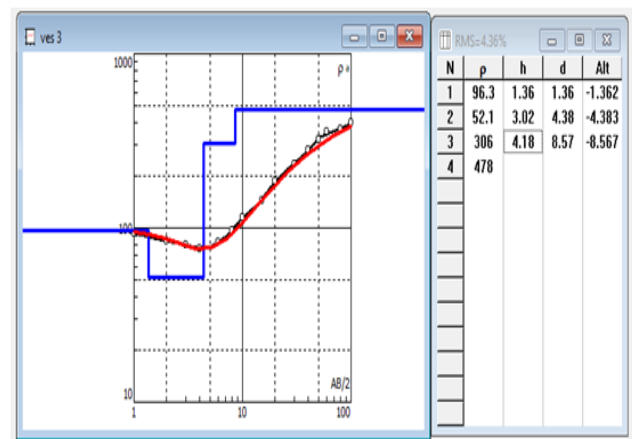 ves 3
1000
ρa
100
10
AB/2
1 10 100
RMS=4.36%
N ρ h d Alt
1 96.3 1.36 1.36 -1.362
2 52.1 3.02 4.38 -4.383
3 306 4.18 8.57 -8.567
4 478